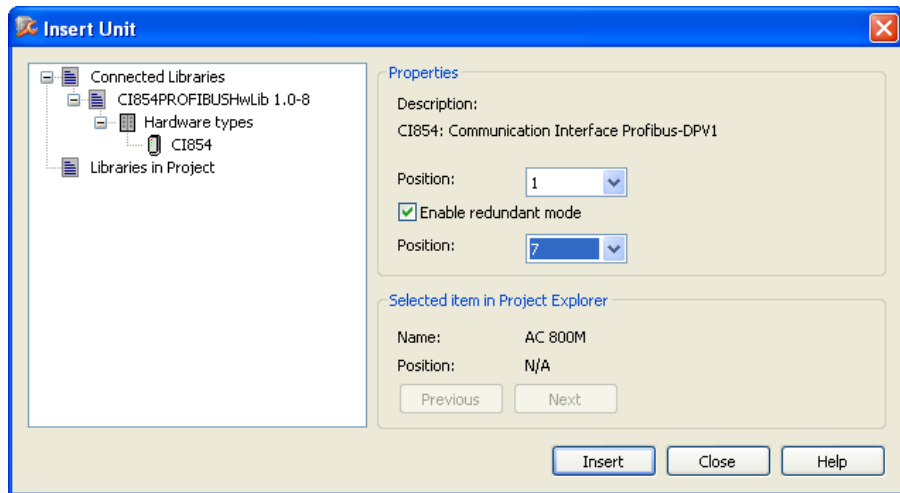 Insert Unit
Connected Libraries
CI854PROFIBUSHwLib 1.0-8
Hardware types
CI854
Libraries in Project
Properties
Description:
CI854: Communication Interface Profibus-DPV1
Position: 1
Enable redundant mode
Position: 7
Selected item in Project Explorer
Name: AC 800M
Position: N/A
Previous Next
Insert Close Help